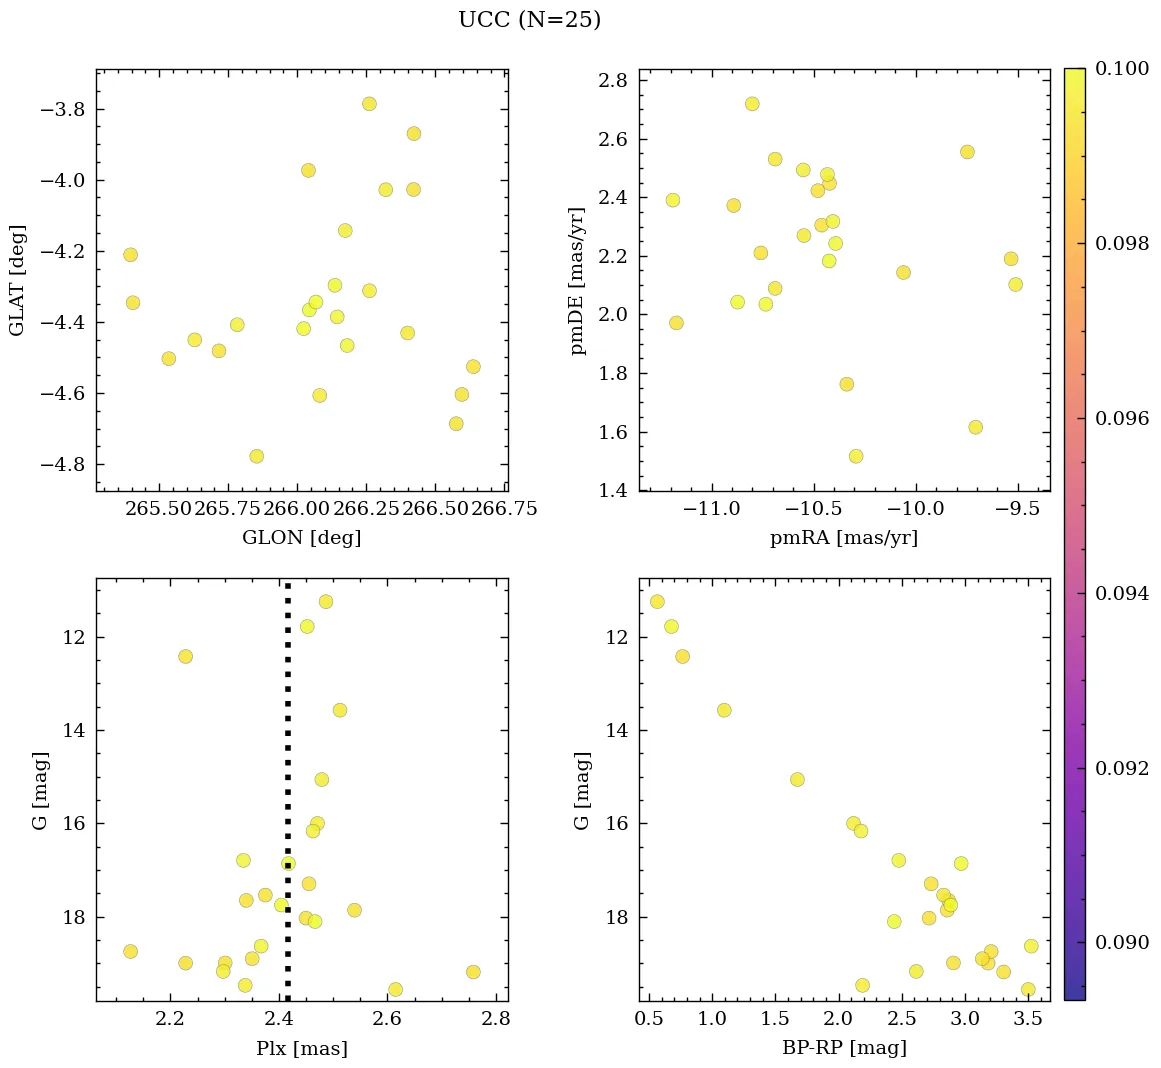 UCC (N=25)
−3.8
−4.0
−4.2
−4.4
−4.6
−4.8
GLAT [deg]
265.50 265.75 266.00 266.25 266.50 266.75
GLON [deg]
2.8
2.6
2.4
2.2
2.0
1.8
1.6
1.4
pmDE [mas/yr]
−11.0 −10.5 −10.0 −9.5
pmRA [mas/yr]
12
14
16
18
G [mag]
2.2 2.4 2.6 2.8
Plx [mas]
12
14
16
18
G [mag]
0.5 1.0 1.5 2.0 2.5 3.0 3.5
BP-RP [mag]
0.100
0.098
0.096
0.094
0.092
0.090